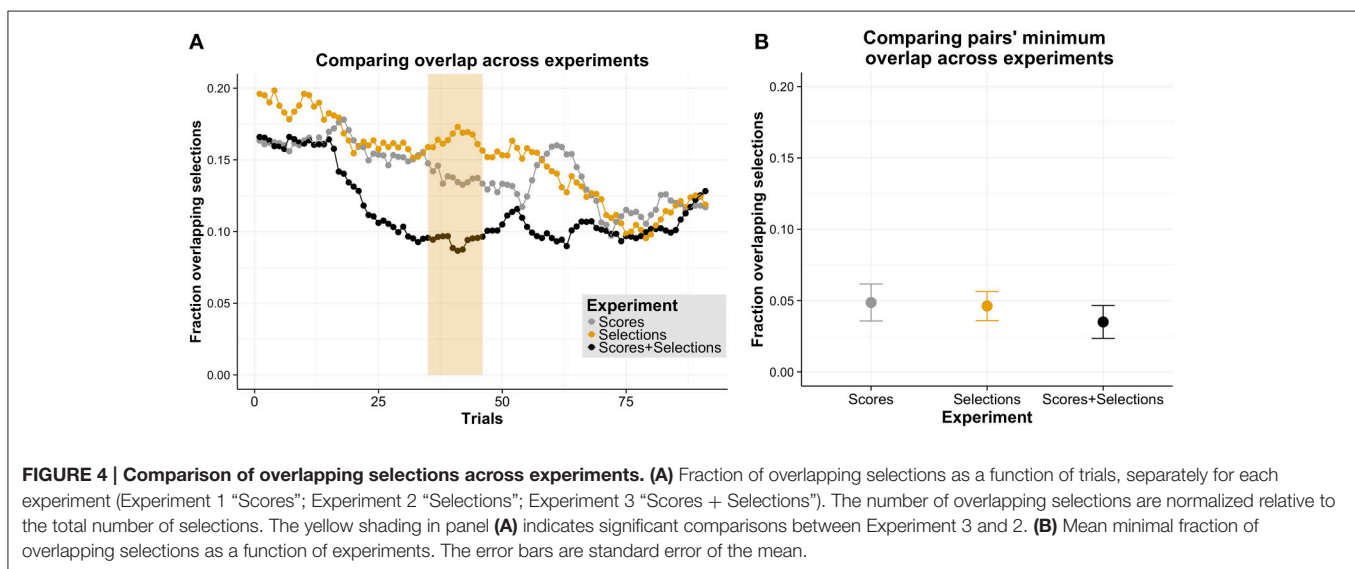 A
Comparing overlap across experiments
Fraction overlapping selections
0.20
0.15
0.10
0.05
0.00
Experiment
Scores
Selections
Scores+Selections
0 25 50 75
Trials
B
Comparing pairs' minimum
overlap across experiments
Fraction overlapping selections
0.20
0.15
0.10
0.05
0.00
Scores Selections Scores+Selections
Experiment
FIGURE 4 | Comparison of overlapping selections across experiments. (A) Fraction of overlapping selections as a function of trials, separately for each
experiment (Experiment 1 “Scores”; Experiment 2 “Selections”; Experiment 3 “Scores + Selections”). The number of overlapping selections are normalized relative to
the total number of selections. The yellow shading in panel (A) indicates significant comparisons between Experiment 3 and 2. (B) Mean minimal fraction of
overlapping selections as a function of experiments. The error bars are standard error of the mean.